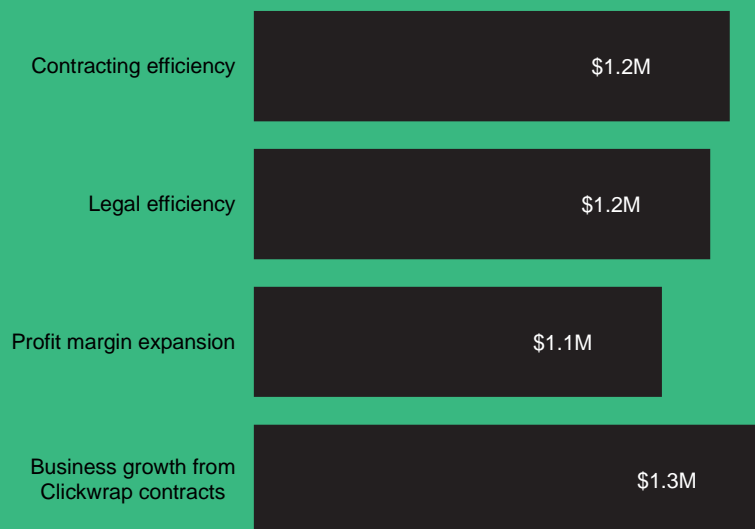 Contracting efficiency
$1.2M
Legal efficiency
$1.2M
Profit margin expansion
$1.1M
Business growth from
Clickwrap contracts
$1.3M